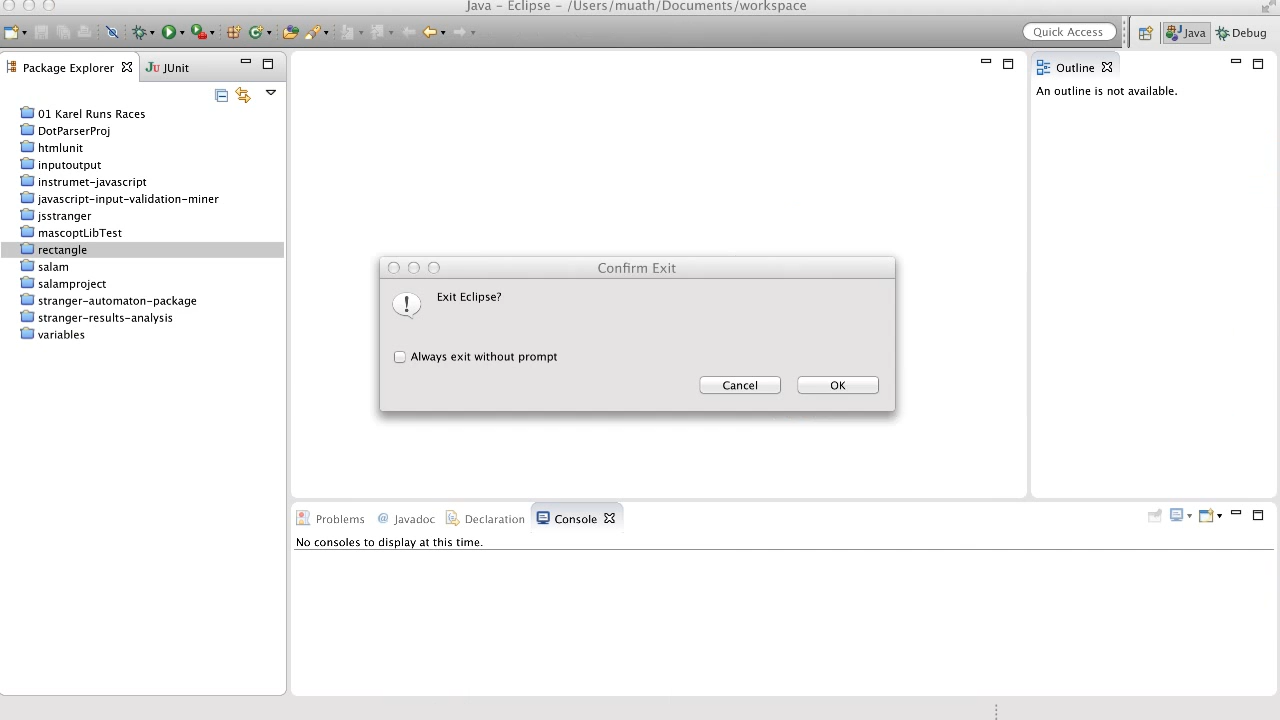 Java - Eclipse - /Users/muath/Documents/workspace
Quick Access
Java
Debug
Package Explorer
JUnit
01 Karel Runs Races
DotParserProj
htmlunit
inputoutput
instrumet-javascript
javascript-input-validation-miner
jsstranger
mascoptLibTest
rectangle
salam
salamproject
stranger-automaton-package
stranger-results-analysis
variables
Outline
An outline is not available.
Confirm Exit
Exit Eclipse?
Always exit without prompt
Cancel
OK
Problems
@ Javadoc
Declaration
Console
No consoles to display at this time.